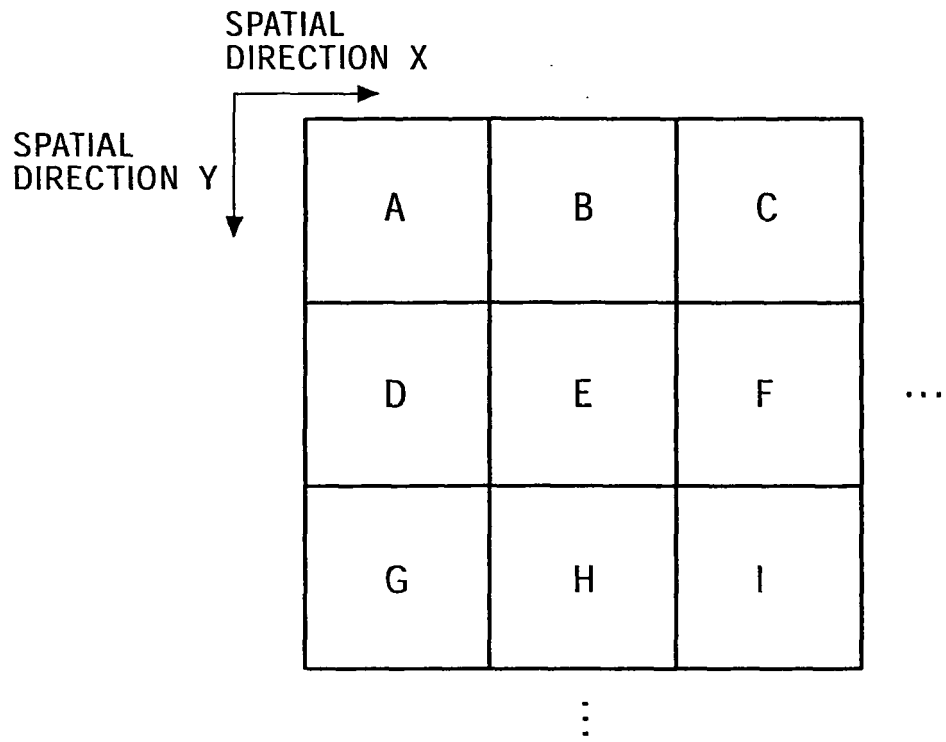 SPATIAL
DIRECTION X
SPATIAL
DIRECTION Y
A B C
D E F ...
G H I
⋮